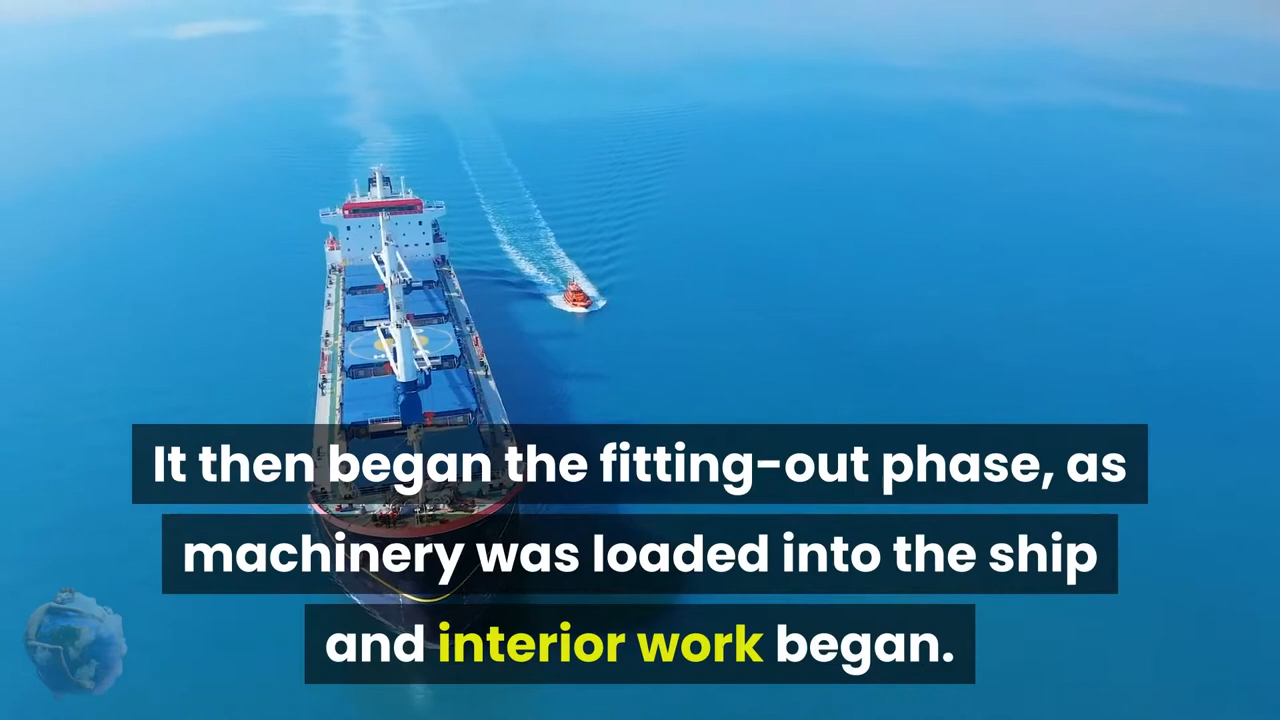 It then began the fitting-out phase, as
machinery was loaded into the ship
and interior work began.